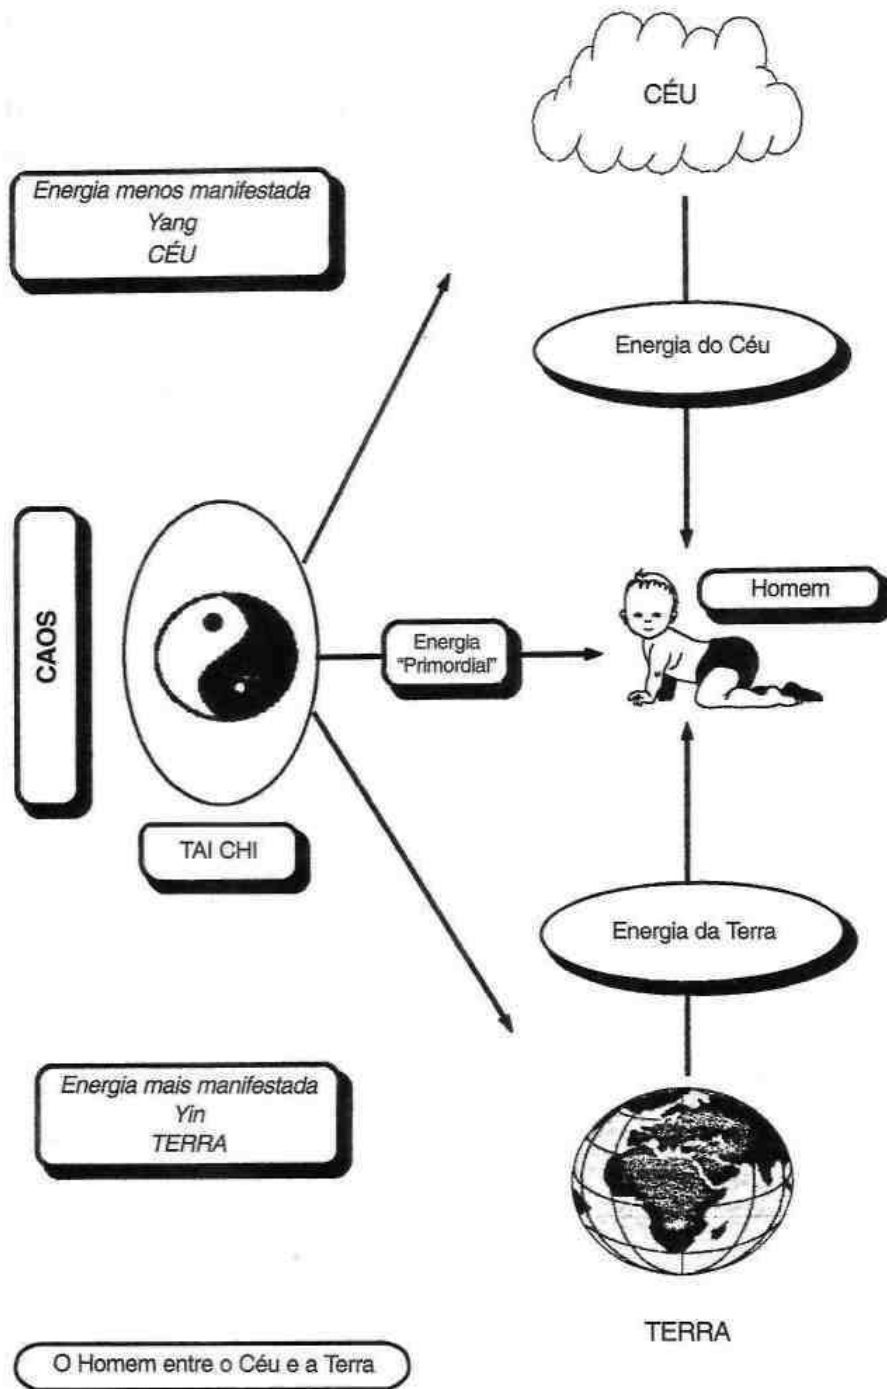 CÉU
Energia menos manifestada
Yang
CÉU
Energia do Céu
CAOS
Homem
Energia
"Primordial"
TAI CHI
Energia da Terra
Energia mais manifestada
Yin
TERRA
TERRA
O Homem entre o Céu e a Terra